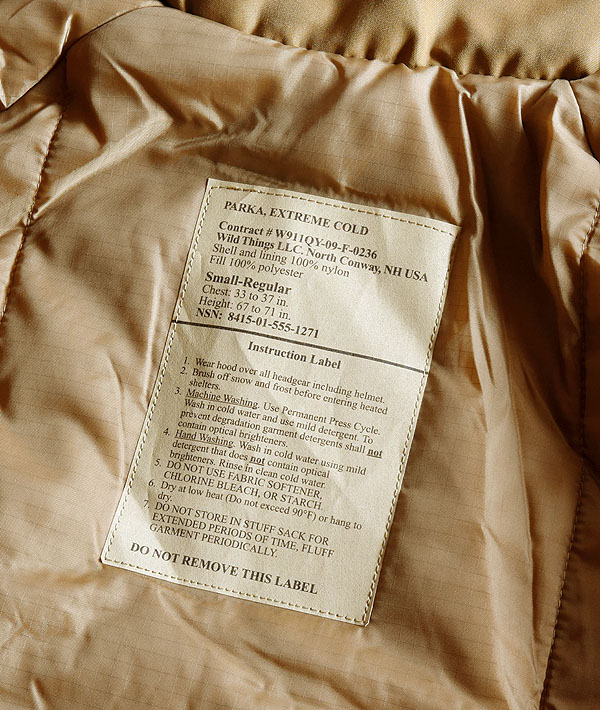 PARKA, EXTREME COLD
Contract # W911QY-09-F-0236
Wild Things LLC. North Conway, NH USA
Shell and lining 100% nylon
Fill 100% polyester
Small-Regular
Chest: 33 to 37 in.
Height: 67 to 71 in.
NSN: 8415-01-555-1271
Instruction Label
1. Wear hood over all headgear including helmet.
2. Brush off snow and frost before entering heated
shelters.
3. Machine Washing. Use Permanent Press Cycle.
Wash in cold water and use mild detergent. To
prevent degradation garment detergents shall not
contain optical brighteners.
4. Hand Washing. Wash in cold water using mild
detergent that does not contain optical
brighteners. Rinse in clean cold water.
5. DO NOT USE FABRIC SOFTENER,
CHLORINE BLEACH, OR STARCH.
6. Dry at low heat (Do not exceed 90°F) or hang to
dry.
7. DO NOT STORE IN STUFF SACK FOR
EXTENDED PERIODS OF TIME, FLUFF
GARMENT PERIODICALLY.
DO NOT REMOVE THIS LABEL